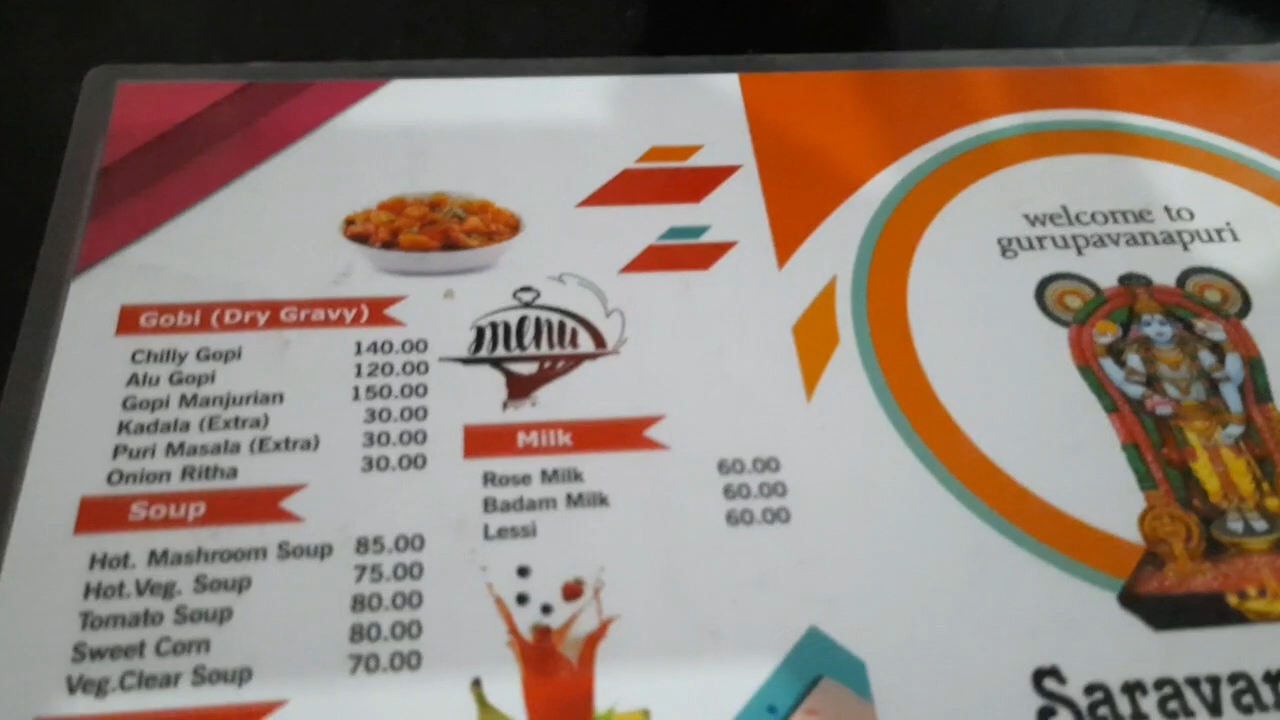 Gobi (Dry Gravy)
Chilly Gopi 140.00
Alu Gopi 120.00
Gopi Manjurian 150.00
Kadala (Extra) 30.00
Puri Masala (Extra) 30.00
Onion Ritha 30.00
Soup
Hot. Mashroom Soup 85.00
Hot.Veg. Soup 75.00
Tomato Soup 80.00
Sweet Corn 80.00
Veg.Clear Soup 70.00
menu
Milk
Rose Milk 60.00
Badam Milk 60.00
Lessi 60.00
welcome to
gurupavanapuri